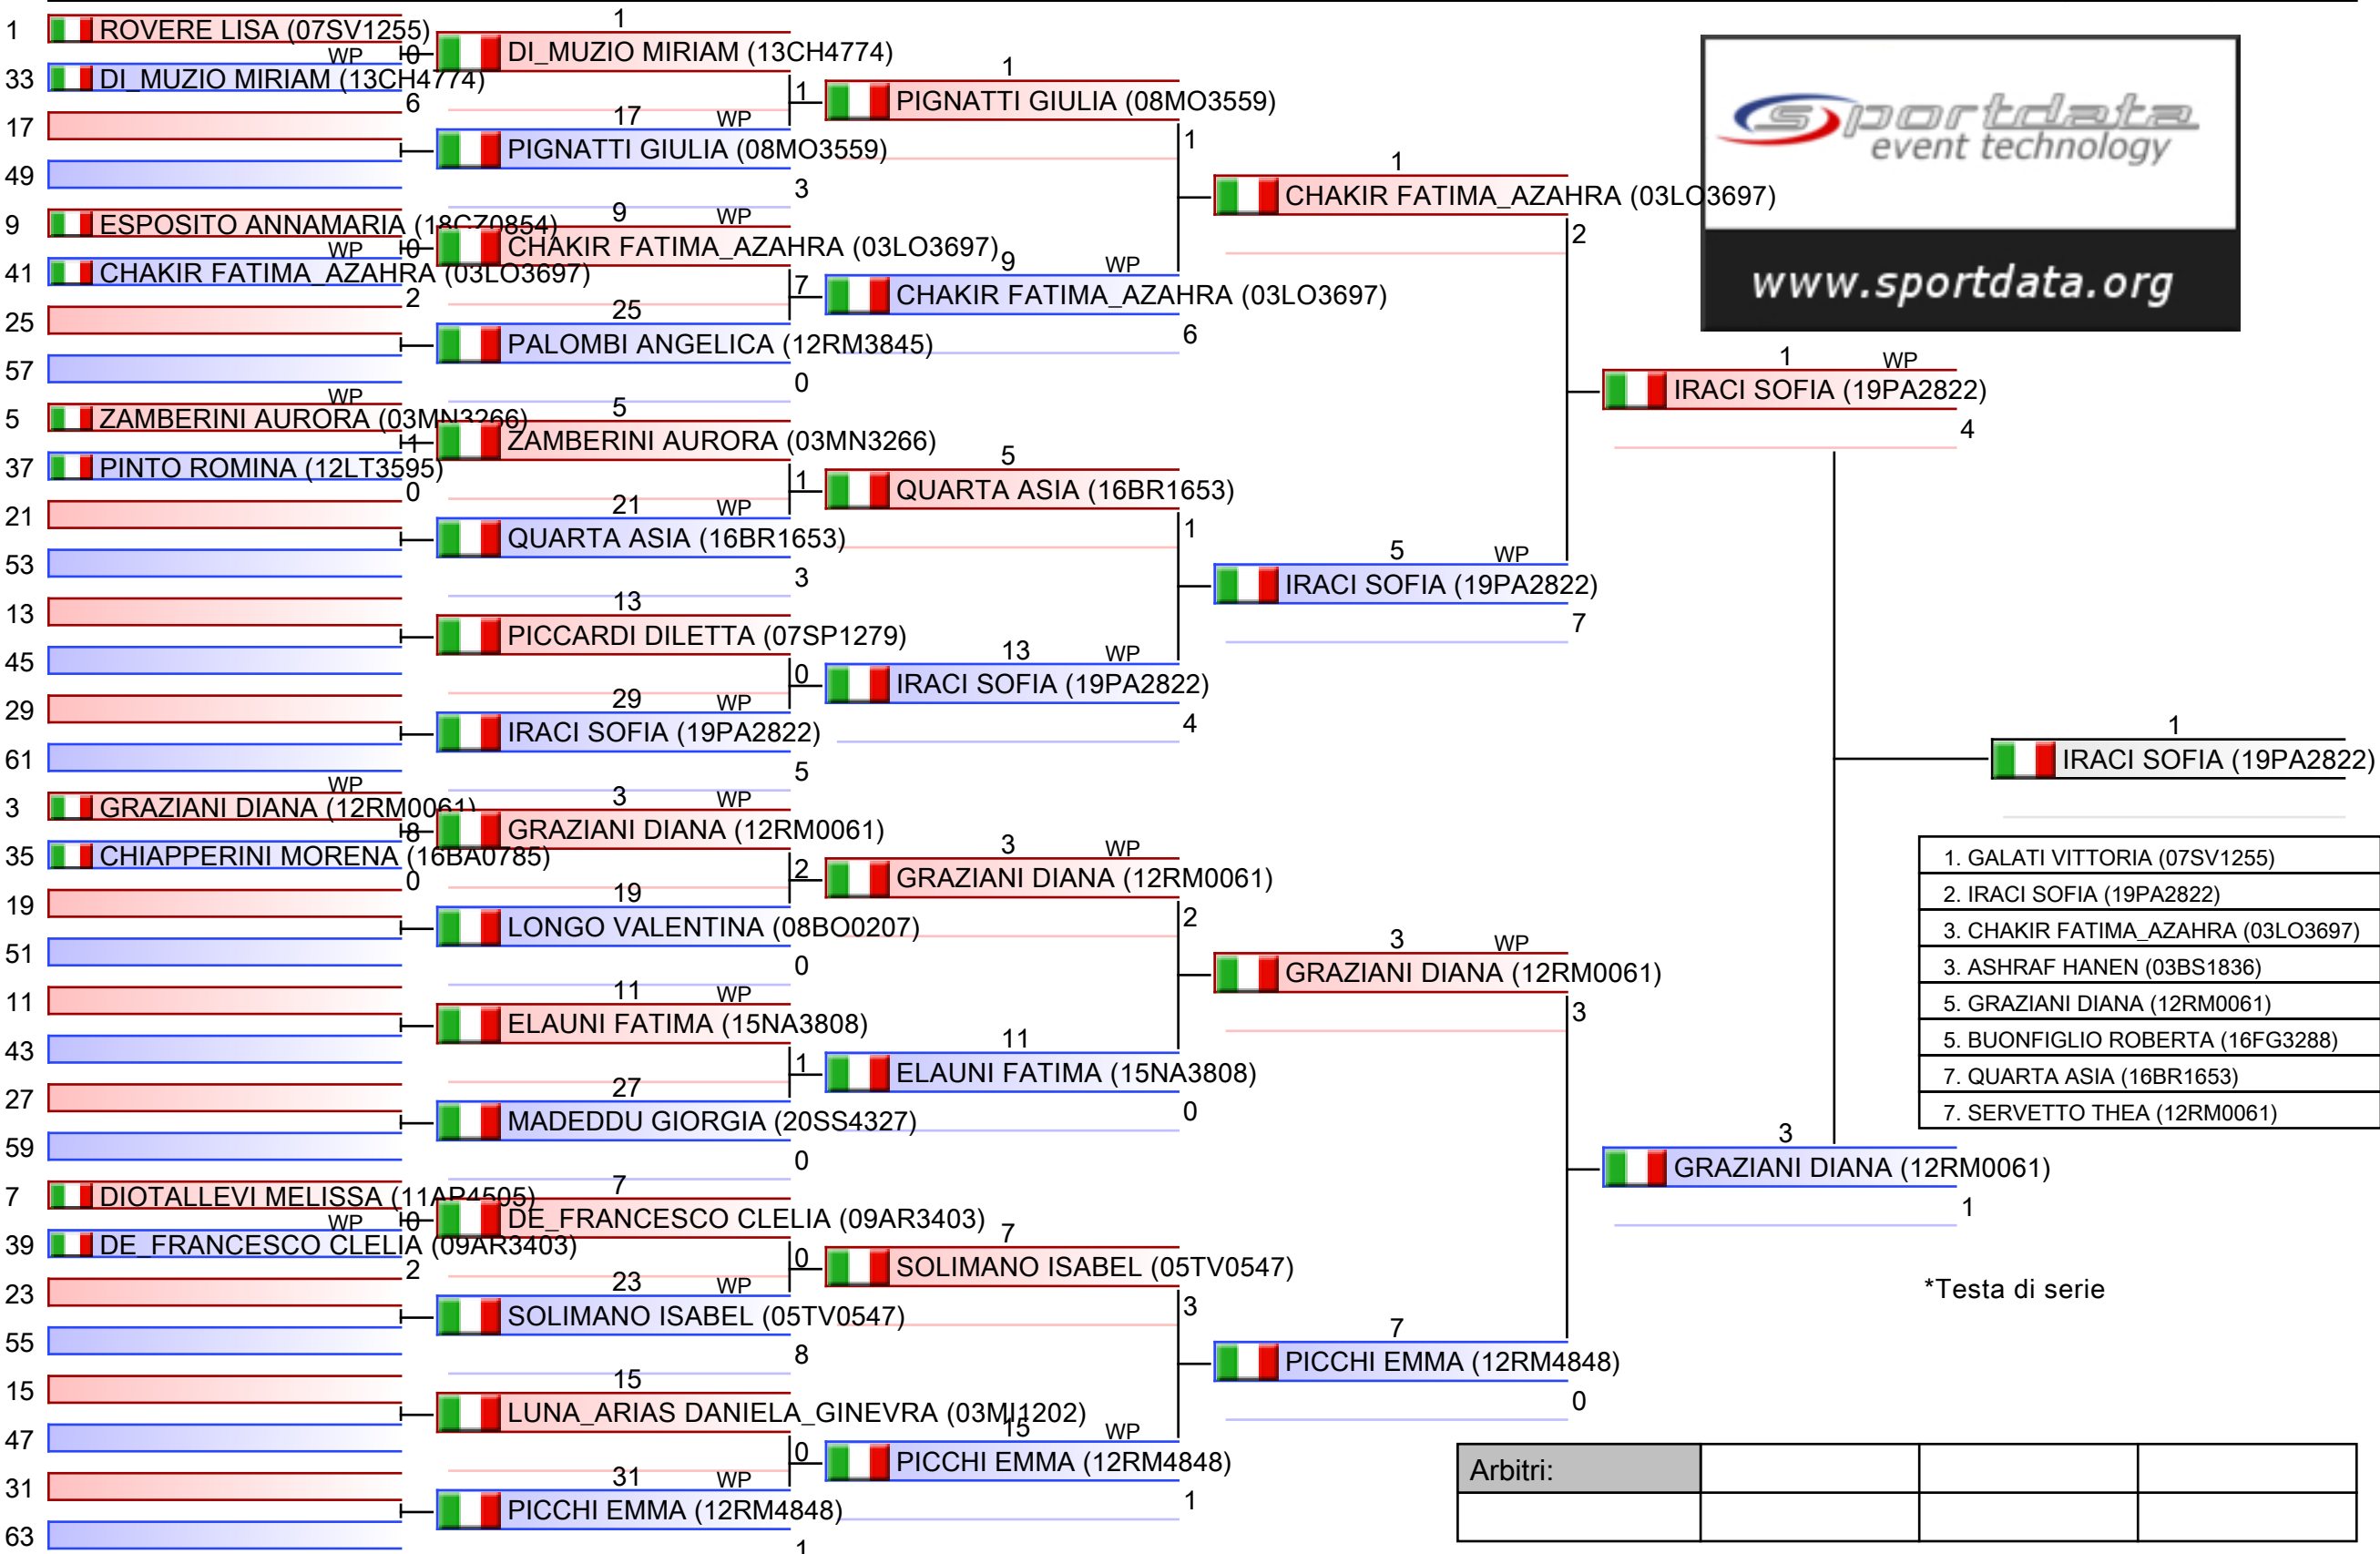 1 ROVERE LISA (07SV1255)
WP 0
33 DI_MUZIO MIRIAM (13CH4774)
6
17
49
9 ESPOSITO ANNAMARIA (18CZ0854)
WP 0
41 CHAKIR FATIMA_AZAHRA (03LO3697)
2
25
57
WP
5 ZAMBERINI AURORA (03MN3266)
1
37 PINTO ROMINA (12LT3595)
0
21
53
13
45
29
61
WP
3 GRAZIANI DIANA (12RM0061)
8
35 CHIAPPERINI MORENA (16BA0785)
0
19
51
11
43
27
59
7 DIOTALLEVI MELISSA (11AP4505)
WP 0
39 DE_FRANCESCO CLELIA (09AR3403)
2
23
55
15
47
31
63
1
DI_MUZIO MIRIAM (13CH4774)
1
17 WP
PIGNATTI GIULIA (08MO3559)
3
9 WP
CHAKIR FATIMA_AZAHRA (03LO3697)
7
25
PALOMBI ANGELICA (12RM3845)
0
5
ZAMBERINI AURORA (03MN3266)
1
21 WP
QUARTA ASIA (16BR1653)
3
13
PICCARDI DILETTA (07SP1279)
0
29 WP
IRACI SOFIA (19PA2822)
5
3 WP
GRAZIANI DIANA (12RM0061)
2
19
LONGO VALENTINA (08BO0207)
0
11 WP
ELAUNI FATIMA (15NA3808)
1
27
MADEDDU GIORGIA (20SS4327)
0
7
DE_FRANCESCO CLELIA (09AR3403)
0
23 WP
SOLIMANO ISABEL (05TV0547)
8
15
LUNA_ARIAS DANIELA_GINEVRA (03MI1202)
0
31 WP
PICCHI EMMA (12RM4848)
1
1
PIGNATTI GIULIA (08MO3559)
1
9 WP
CHAKIR FATIMA_AZAHRA (03LO3697)
6
5
QUARTA ASIA (16BR1653)
1
13 WP
IRACI SOFIA (19PA2822)
4
3 WP
GRAZIANI DIANA (12RM0061)
2
11
ELAUNI FATIMA (15NA3808)
0
7
SOLIMANO ISABEL (05TV0547)
3
15 WP
PICCHI EMMA (12RM4848)
1
1
CHAKIR FATIMA_AZAHRA (03LO3697)
2
5 WP
IRACI SOFIA (19PA2822)
7
3 WP
GRAZIANI DIANA (12RM0061)
3
7
PICCHI EMMA (12RM4848)
0
sportdata
event technology
www.sportdata.org
1 WP
IRACI SOFIA (19PA2822)
4
3
GRAZIANI DIANA (12RM0061)
1
1
IRACI SOFIA (19PA2822)
1. GALATI VITTORIA (07SV1255)
2. IRACI SOFIA (19PA2822)
3. CHAKIR FATIMA_AZAHRA (03LO3697)
3. ASHRAF HANEN (03BS1836)
5. GRAZIANI DIANA (12RM0061)
5. BUONFIGLIO ROBERTA (16FG3288)
7. QUARTA ASIA (16BR1653)
7. SERVETTO THEA (12RM0061)
*Testa di serie
Arbitri: